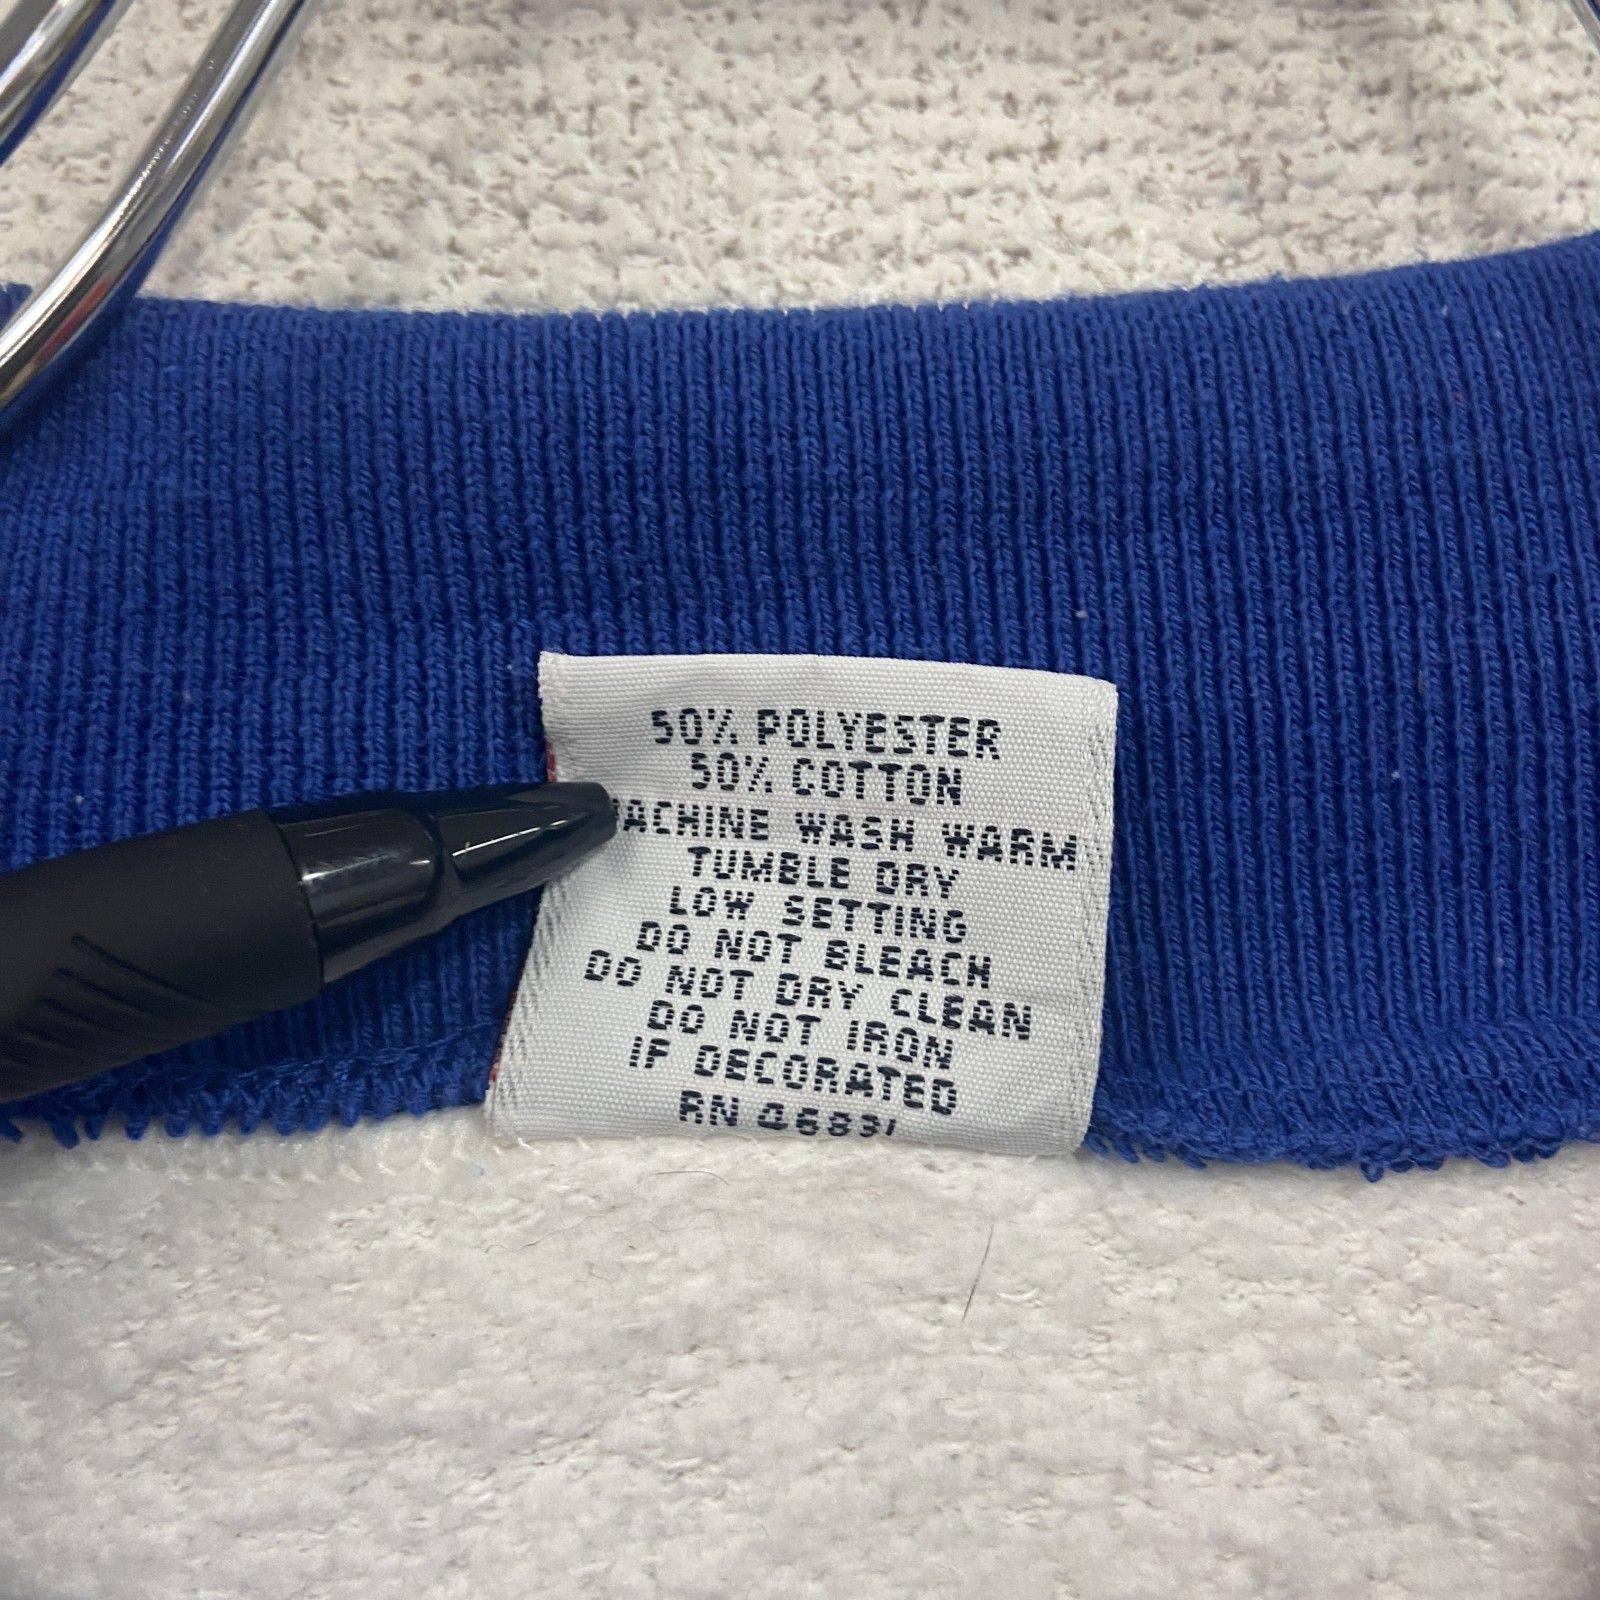 50% POLYESTER
50% COTTON
MACHINE WASH WARM
TUMBLE DRY
LOW SETTING
DO NOT BLEACH
DO NOT DRY CLEAN
DO NOT IRON
IF DECORATED
RN 46831